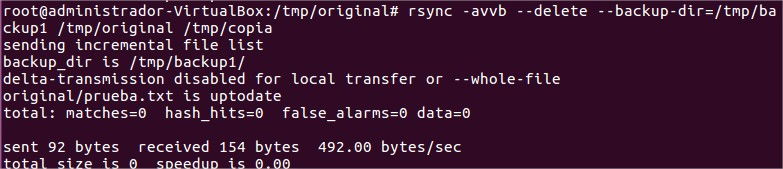 root@administrador-VirtualBox:/tmp/original# rsync -avvb --delete --backup-dir=/tmp/ba
ckup1 /tmp/original /tmp/copia
sending incremental file list
backup_dir is /tmp/backup1/
delta-transmission disabled for local transfer or --whole-file
original/prueba.txt is uptodate
total: matches=0  hash_hits=0  false_alarms=0 data=0
sent 92 bytes  received 154 bytes  492.00 bytes/sec
total size is 0  speedup is 0.00